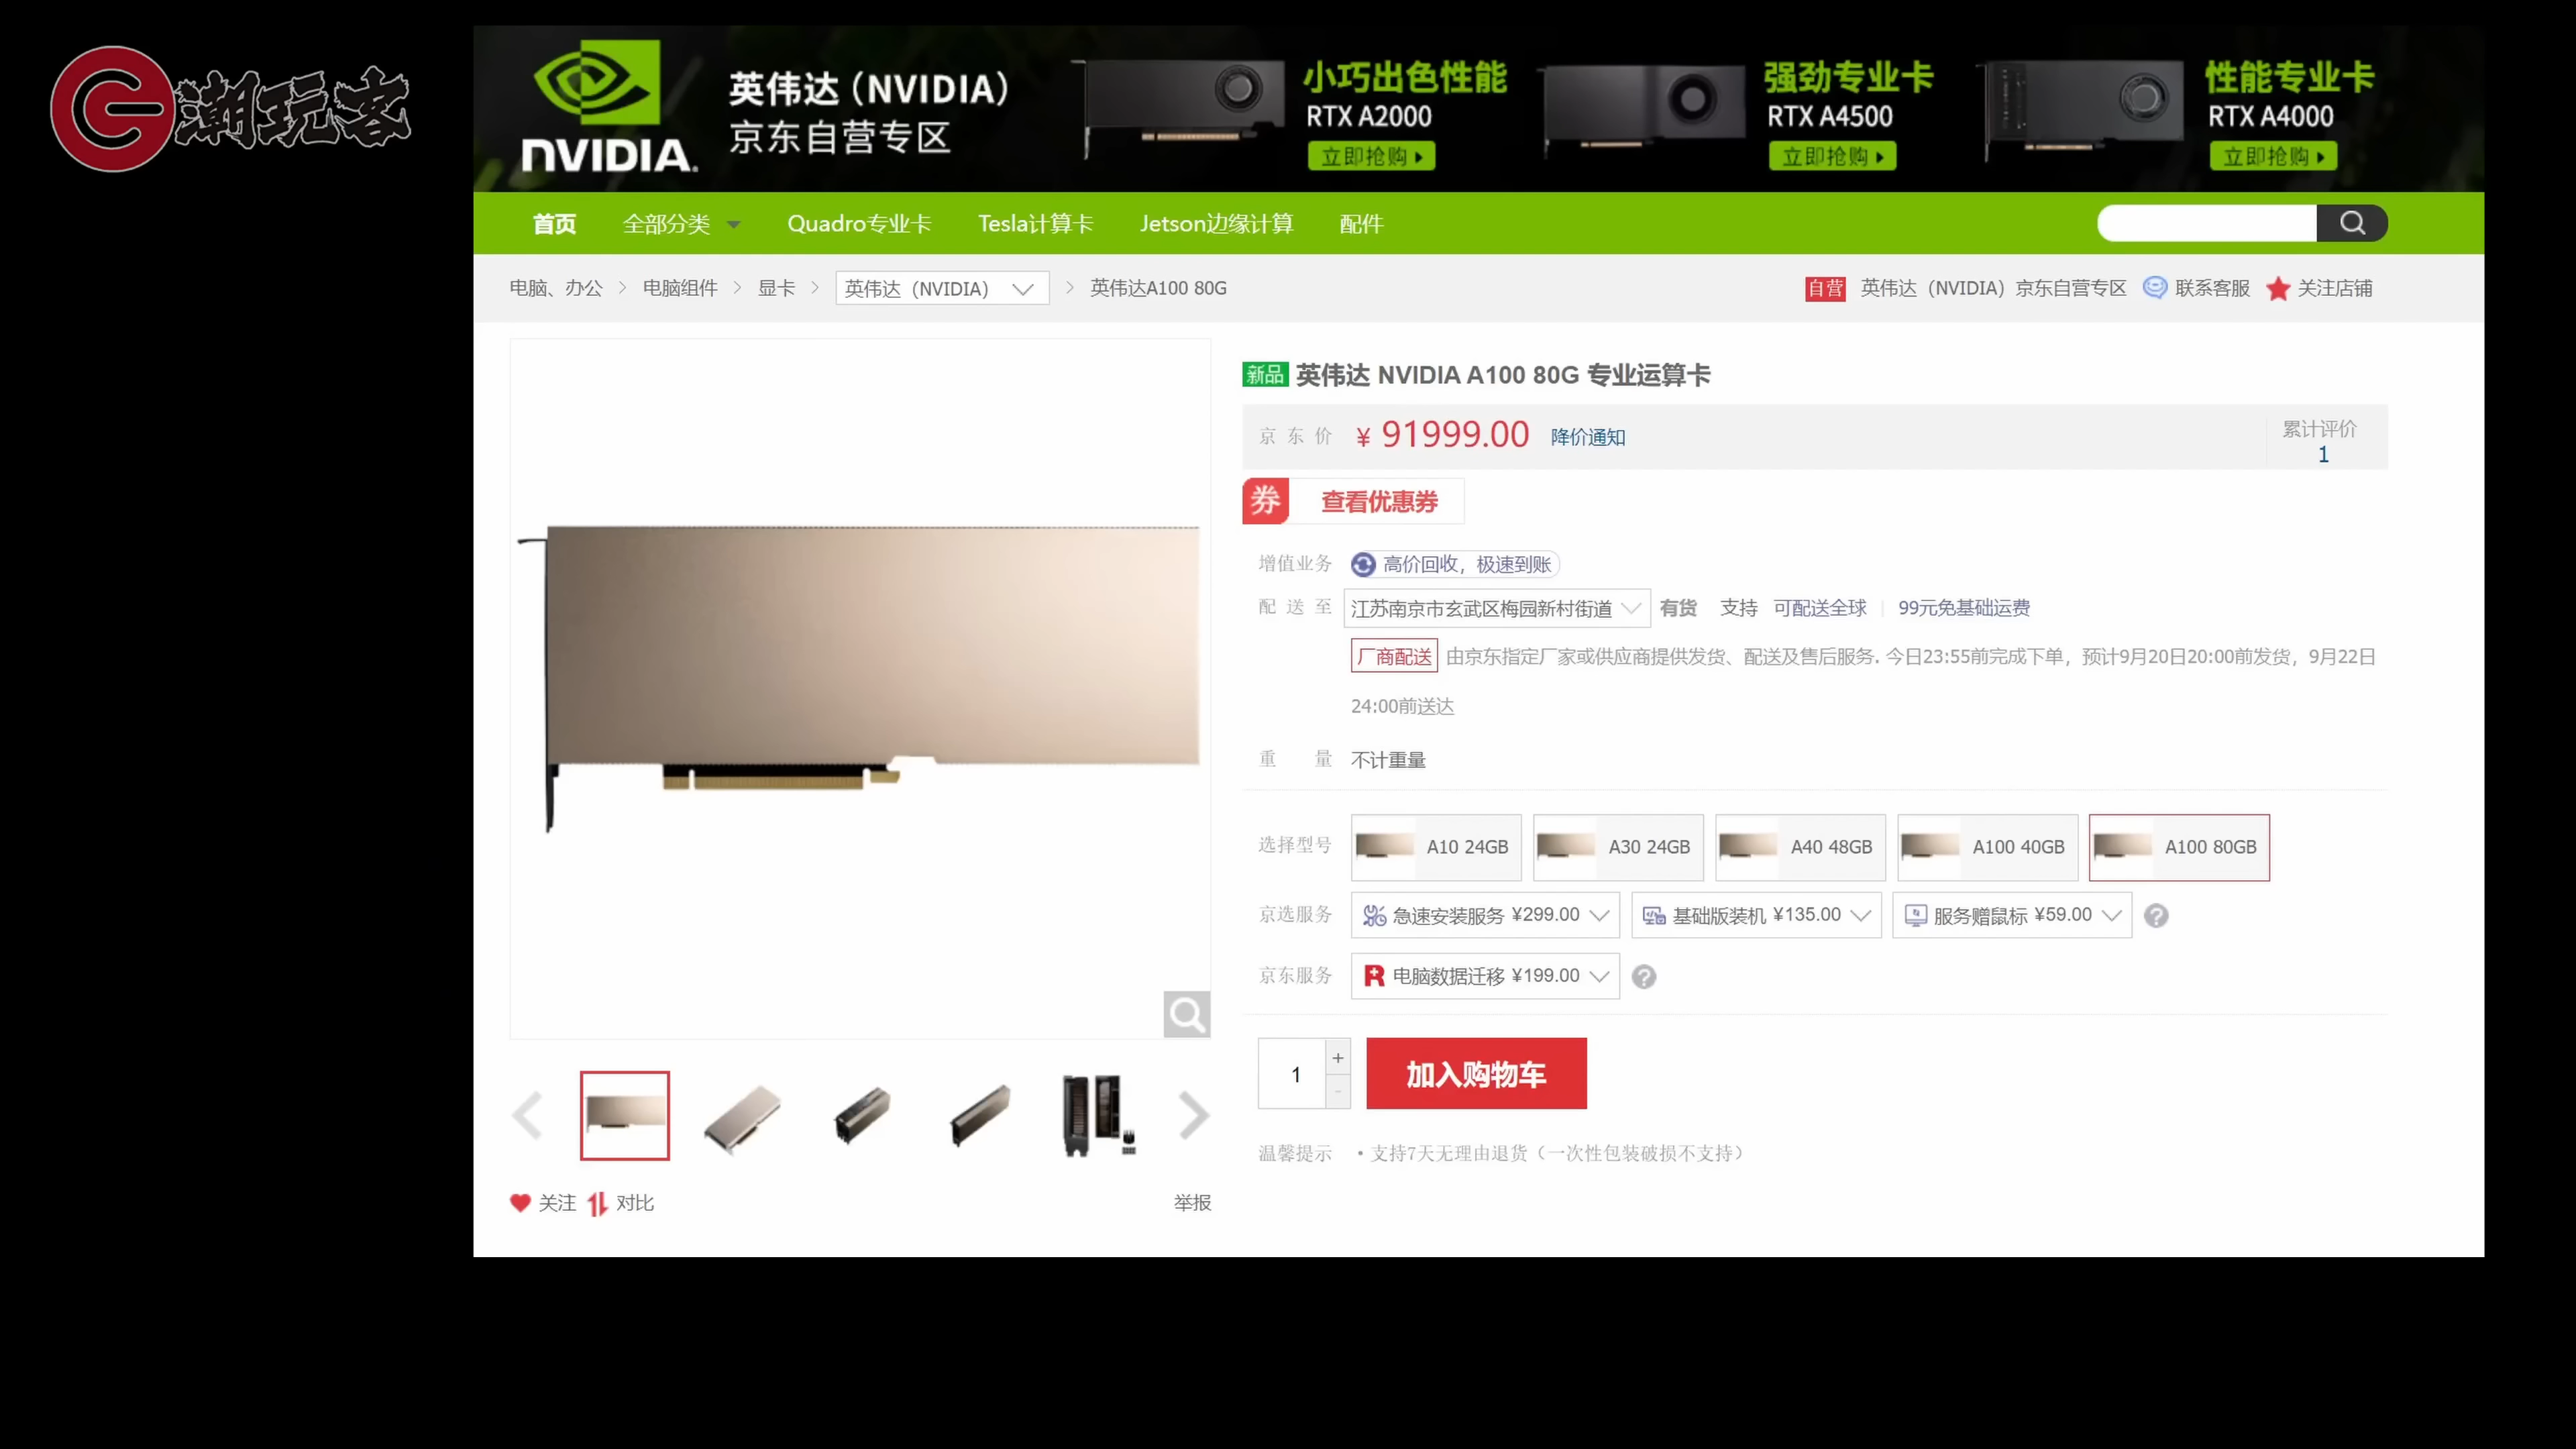 潮玩客
NVIDIA.
英伟达（NVIDIA）
京东自营专区
小巧出色性能
RTX A2000
立即抢购
强劲专业卡
RTX A4500
立即抢购
性能专业卡
RTX A4000
立即抢购
首页 全部分类 Quadro专业卡 Tesla计算卡 Jetson边缘计算 配件
电脑、办公 > 电脑组件 > 显卡 > 英伟达（NVIDIA） > 英伟达A100 80G
自营 英伟达（NVIDIA）京东自营专区 联系客服 关注店铺
新品 英伟达 NVIDIA A100 80G 专业运算卡
京东价 ¥ 91999.00 降价通知
累计评价
1
券 查看优惠券
增值业务 高价回收，极速到账
配送至 江苏南京市玄武区梅园新村街道 有货 支持 可配送全球 99元免基础运费
厂商配送 由京东指定厂家或供应商提供发货、配送及售后服务. 今日23:55前完成下单，预计9月20日20:00前发货，9月22日
24:00前送达
重量 不计重量
选择型号 A10 24GB A30 24GB A40 48GB A100 40GB A100 80GB
京选服务 急速安装服务 ¥299.00 基础版装机 ¥135.00 服务赠鼠标 ¥59.00 ?
京东服务 R 电脑数据迁移 ¥199.00 ?
1 + - 加入购物车
温馨提示 •支持7天无理由退货（一次性包装破损不支持）
关注 对比 举报